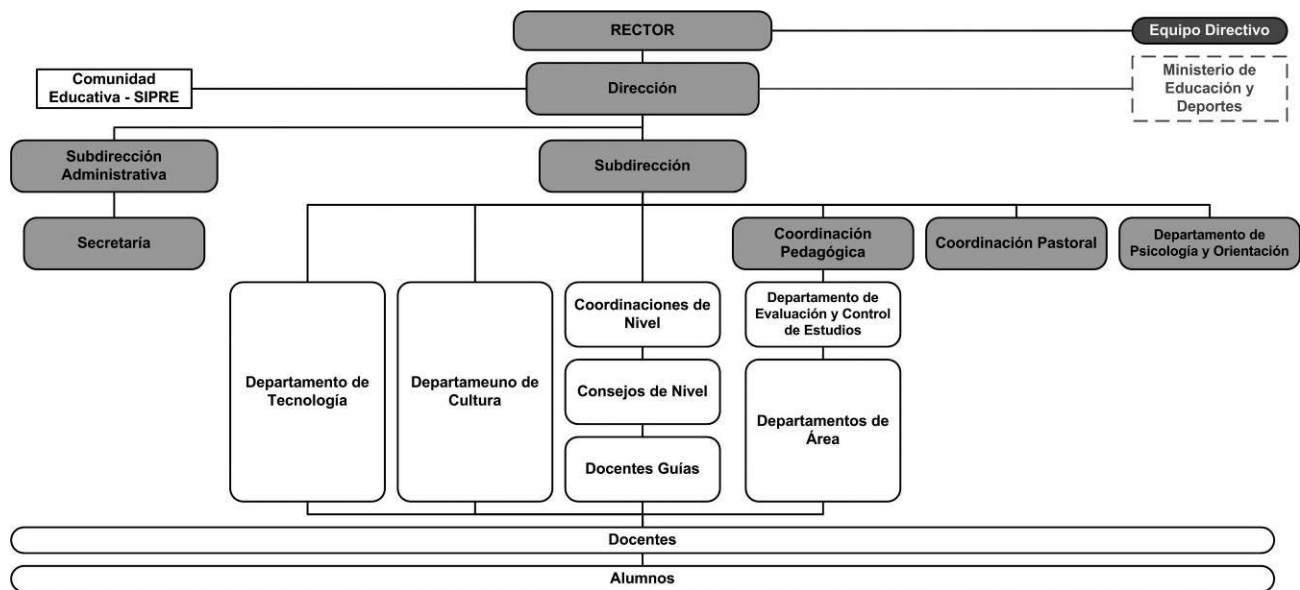 RECTOR
Equipo Directivo
Comunidad
Educativa - SIPRE
Dirección
Ministerio de
Educación y
Deportes
Subdirección
Administrativa
Subdirección
Secretaría
Coordinación
Pedagógica
Coordinación Pastoral
Departamento de
Psicología y Orientación
Departamento de
Tecnología
Departameuno de
Cultura
Coordinaciones de
Nivel
Consejos de Nivel
Docentes Guías
Departamento de
Evaluación y Control
de Estudios
Departamentos de
Área
Docentes
Alumnos